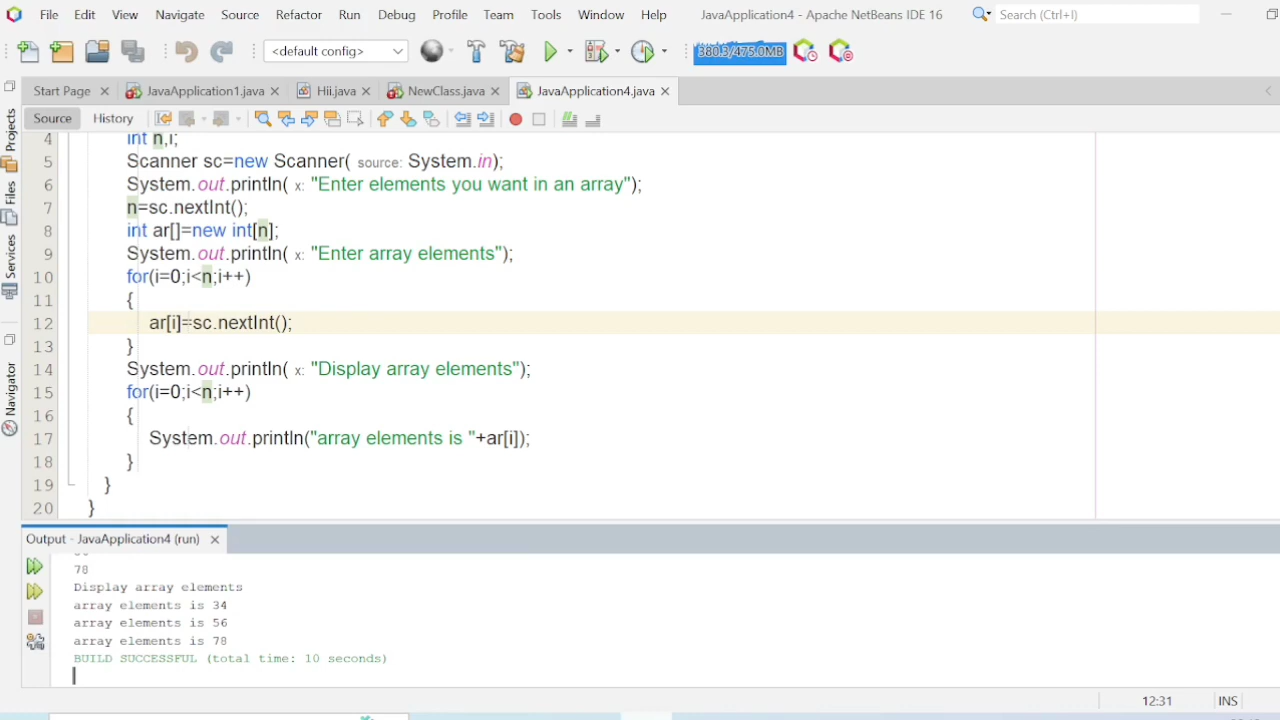 File Edit View Navigate Source Refactor Run Debug Profile Team Tools Window Help JavaApplication4 - Apache NetBeans IDE 16 Search (Ctrl+I)
<default config> 380.3/475.0MB
Start Page JavaApplication1.java Hii.java NewClass.java JavaApplication4.java
Source History
Projects
Files
Services
Navigator
4 int n,i;
5 Scanner sc=new Scanner( source: System.in);
6 System.out.println( x: "Enter elements you want in an array");
7 n=sc.nextInt();
8 int ar[]=new int[n];
9 System.out.println( x: "Enter array elements");
10 for(i=0;i<n;i++)
11 {
12 ar[i]=sc.nextInt();
13 }
14 System.out.println( x: "Display array elements");
15 for(i=0;i<n;i++)
16 {
17 System.out.println("array elements is "+ar[i]);
18 }
19 }
20 }
Output - JavaApplication4 (run)
78
Display array elements
array elements is 34
array elements is 56
array elements is 78
BUILD SUCCESSFUL (total time: 10 seconds)
12:31 INS